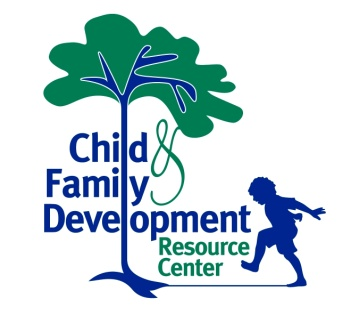 Child &
Family
Development
Resource
Center